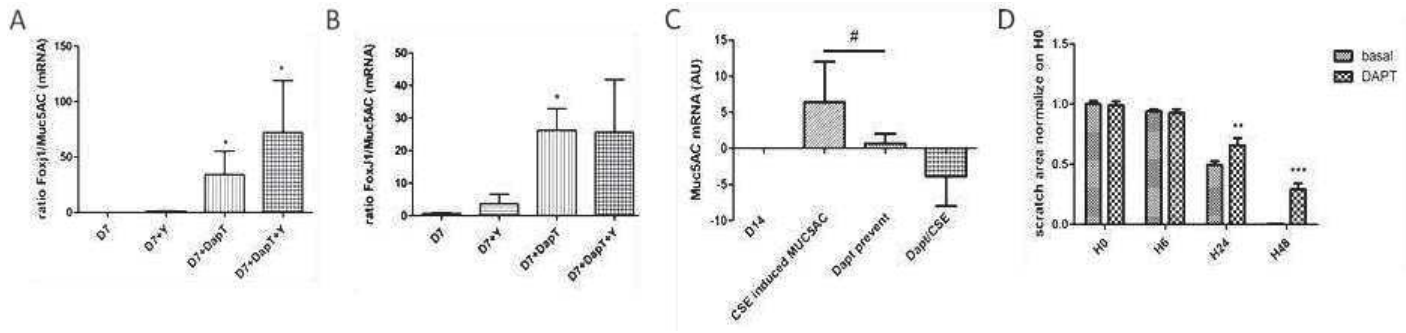 A
ratio Foxj1/Muc5AC (mRNA)
150
100
50
0
D7
D7+Y
D7+DapT
D7+DapT+Y
*
*
B
ratio FoxJ1/Muc5AC (mRNA)
50
40
30
20
10
0
D7
D7+Y
D7+DapT
D7+DapT+Y
*
C
Muc5AC mRNA (AU)
15
10
5
0
-5
-10
#
D14
CSE induced MUC5AC
Dapt prevent
Dapt/CSE
D
scratch area normalize on H0
1.5
1.0
0.5
0.0
**
***
H0
H6
H24
H48
basal
DAPT